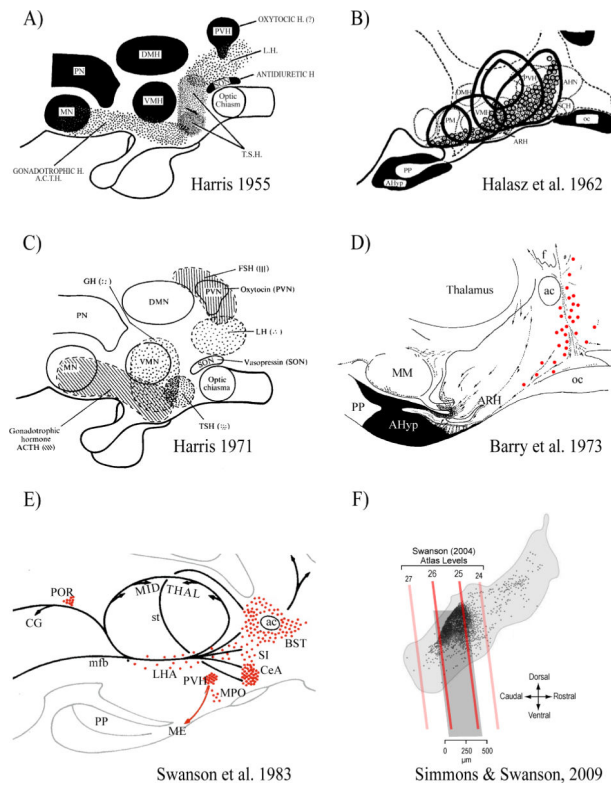 A)
OXYTOCIC H. (?)
PVH
DMH
L.H.
PN
ANTIDIURETIC H
MN
VMH
Optic
Chiasm
T.S.H.
GONADOTROPHIC H.
A.C.T.H.
Harris 1955
B)
DMH
PVH
AHN
PM
VMH
SCH
ARH
oc
PP
AHyp
Halasz et al. 1962
C)
FSH (|||)
GH (::)
DMN
PVN
Oxytocin (PVN)
PN
LH (∴)
MN
VMN
SON
Vasopressin (SON)
Optic
chiasma
Gonadotrophic
hormone
TSH
ACTH
Harris 1971
D)
f
ac
Thalamus
MM
oc
PP
ARH
AHyp
Barry et al. 1973
E)
POR
MID THAL
CG
st
ac
BST
SI
mfb
LHA
CeA
PVH
MPO
PP
ME
Swanson et al. 1983
F)
Swanson (2004)
Atlas Levels
27 26 25 24
Dorsal
Caudal Rostral
Ventral
0 250 500
µm
Simmons & Swanson, 2009